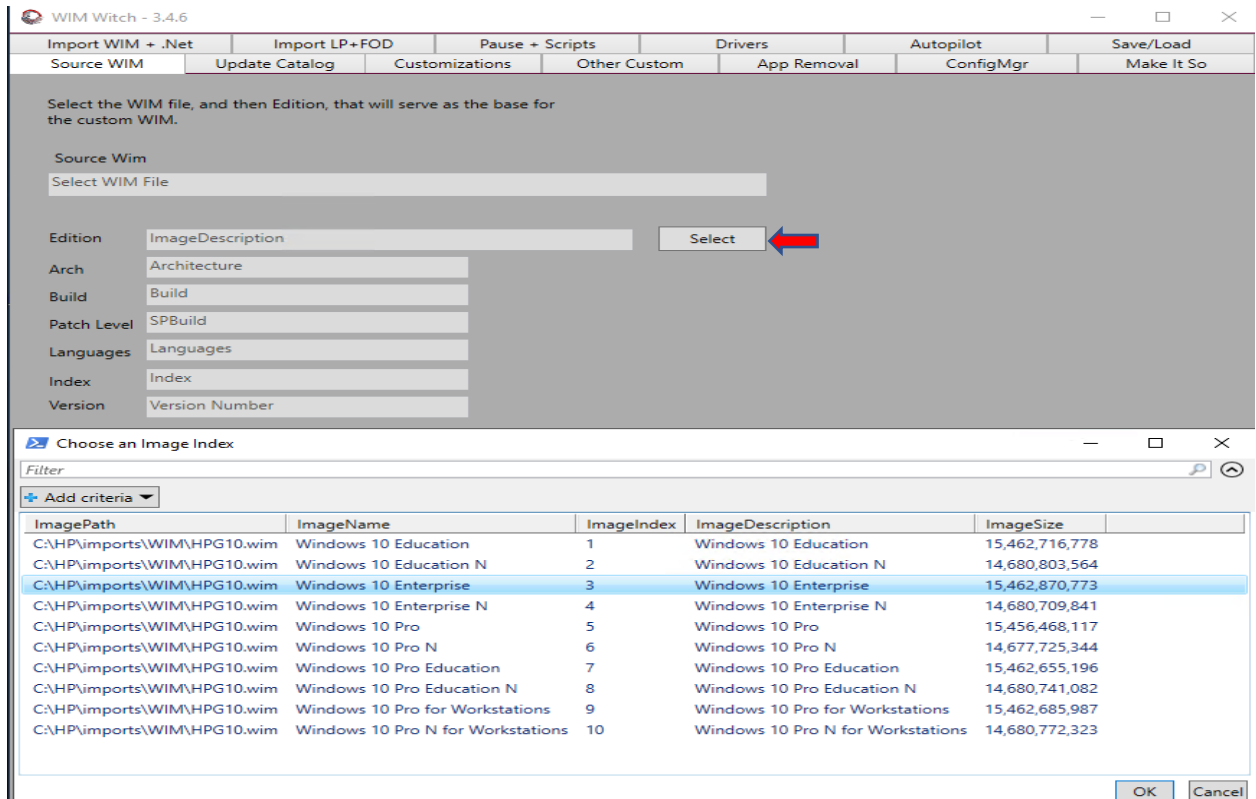 WIM Witch - 3.4.6
Import WIM + .Net Import LP+FOD Pause + Scripts Drivers Autopilot Save/Load
Source WIM Update Catalog Customizations Other Custom App Removal ConfigMgr Make It So
Select the WIM file, and then Edition, that will serve as the base for
the custom WIM.
Source Wim
Select WIM File
Edition ImageDescription Select
Arch Architecture
Build Build
Patch Level SPBuild
Languages Languages
Index Index
Version Version Number
Choose an Image Index
Filter
Add criteria
ImagePath ImageName ImageIndex ImageDescription ImageSize
C:\HP\imports\WIM\HPG10.wim Windows 10 Education 1 Windows 10 Education 15,462,716,778
C:\HP\imports\WIM\HPG10.wim Windows 10 Education N 2 Windows 10 Education N 14,680,803,564
C:\HP\imports\WIM\HPG10.wim Windows 10 Enterprise 3 Windows 10 Enterprise 15,462,870,773
C:\HP\imports\WIM\HPG10.wim Windows 10 Enterprise N 4 Windows 10 Enterprise N 14,680,709,841
C:\HP\imports\WIM\HPG10.wim Windows 10 Pro 5 Windows 10 Pro 15,456,468,117
C:\HP\imports\WIM\HPG10.wim Windows 10 Pro N 6 Windows 10 Pro N 14,677,725,344
C:\HP\imports\WIM\HPG10.wim Windows 10 Pro Education 7 Windows 10 Pro Education 15,462,655,196
C:\HP\imports\WIM\HPG10.wim Windows 10 Pro Education N 8 Windows 10 Pro Education N 14,680,741,082
C:\HP\imports\WIM\HPG10.wim Windows 10 Pro for Workstations 9 Windows 10 Pro for Workstations 15,462,685,987
C:\HP\imports\WIM\HPG10.wim Windows 10 Pro N for Workstations 10 Windows 10 Pro N for Workstations 14,680,772,323
OK Cancel